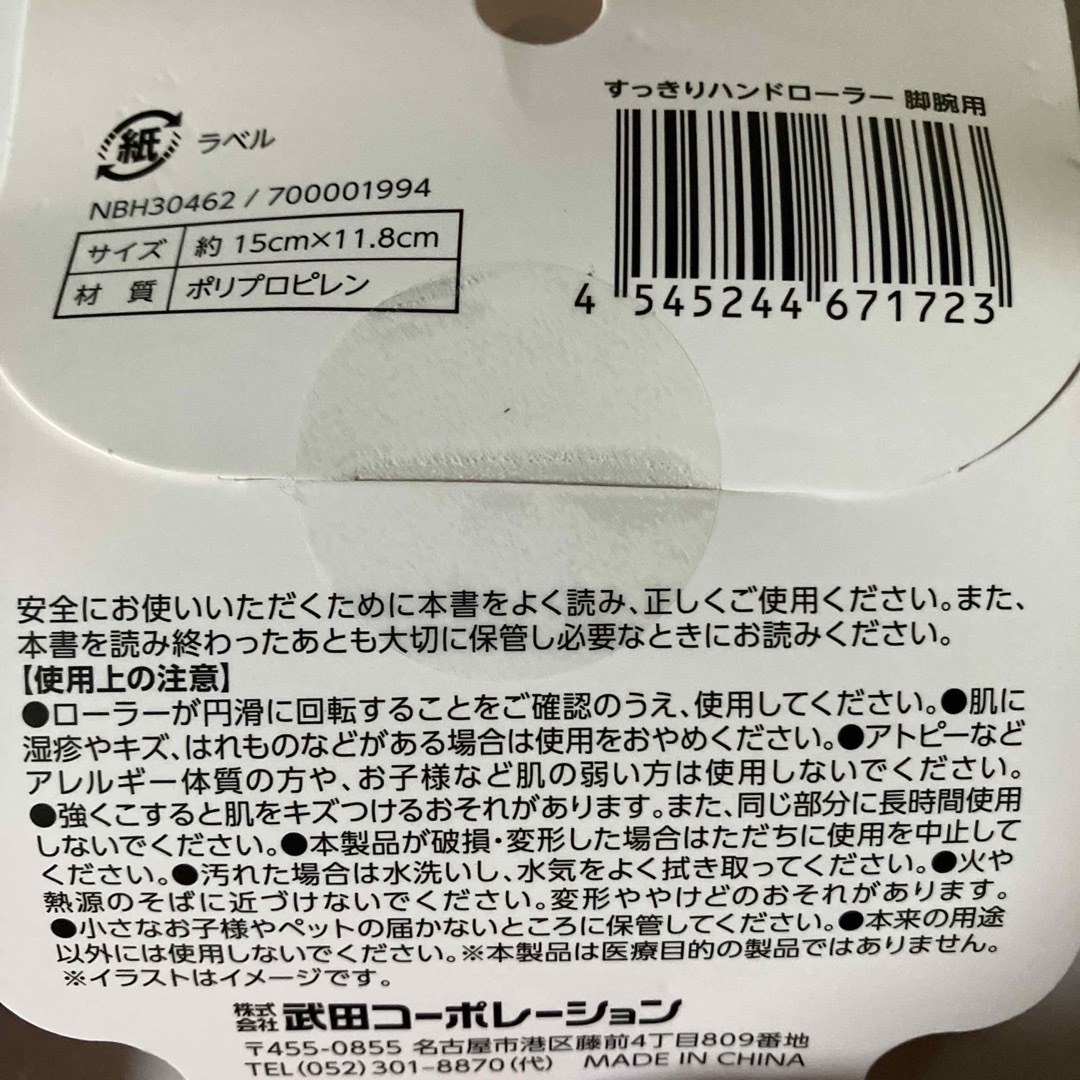 すっきりハンドローラー 脚腕用
紙 ラベル
NBH30462 / 700001994
サイズ 約 15cm×11.8cm
材質 ポリプロピレン
4 545244 671723
安全にお使いいただくために本書をよく読み、正しくご使用ください。また、
本書を読み終わったあとも大切に保管し必要なときにお読みください。
【使用上の注意】
●ローラーが円滑に回転することをご確認のうえ、使用してください。●肌に
湿疹やキズ、はれものなどがある場合は使用をおやめください。●アトピーなど
アレルギー体質の方や、お子様など肌の弱い方は使用しないでください。
●強くこすると肌をキズつけるおそれがあります。また、同じ部分に長時間使用
しないでください。●本製品が破損・変形した場合はただちに使用を中止して
ください。●汚れた場合は水洗いし、水気をよく拭き取ってください。●火や
熱源のそばに近づけないでください。変形ややけどのおそれがあります。
●小さなお子様やペットの届かないところに保管してください。●本来の用途
以外には使用しないでください。※本製品は医療目的の製品ではありません。
※イラストはイメージです。
株式会社 武田コーポレーション
〒455-0855 名古屋市港区藤前4丁目809番地
TEL(052)301-8870(代) MADE IN CHINA